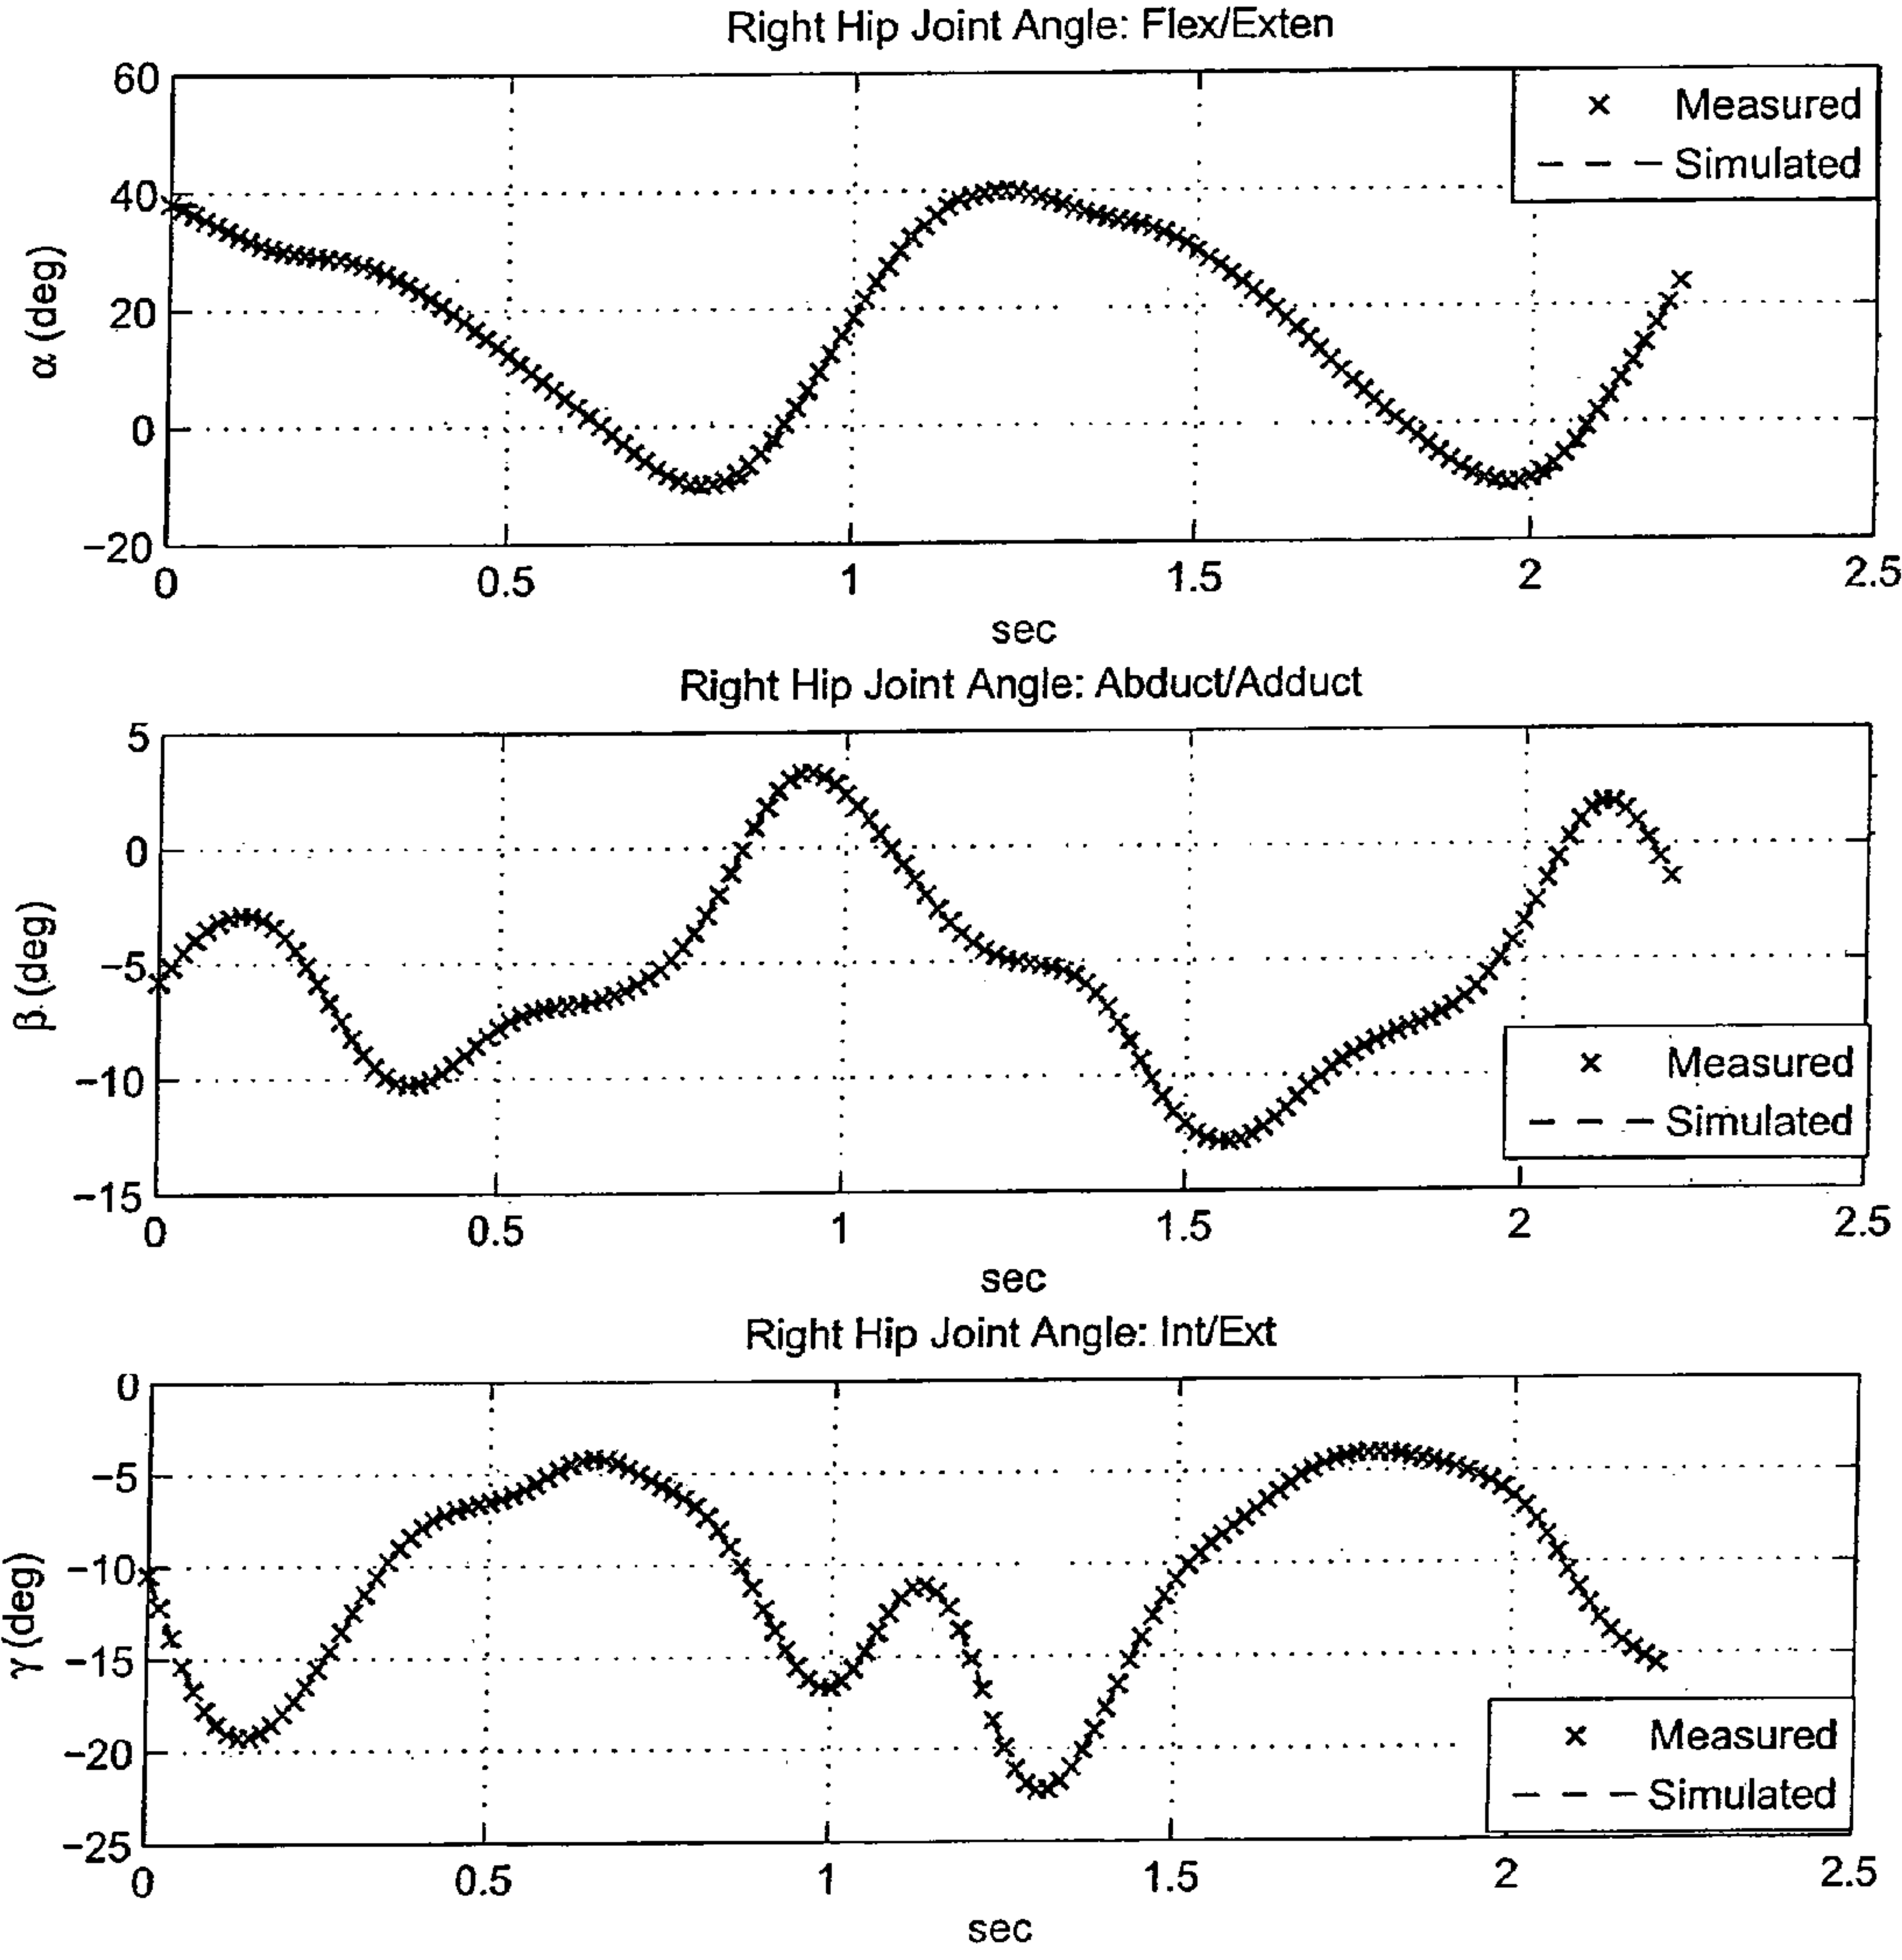 Right Hip Joint Angle: Flex/Exten
60
40
20
0
−20
α (deg)
× Measured
– – – Simulated
0 0.5 1 1.5 2 2.5
sec
Right Hip Joint Angle: Abduct/Adduct
5
0
−5
−10
−15
β (deg)
× Measured
– – – Simulated
0 0.5 1 1.5 2 2.5
sec
Right Hip Joint Angle: Int/Ext
0
−5
−10
−15
−20
−25
γ (deg)
× Measured
– – – Simulated
0 0.5 1 1.5 2 2.5
sec